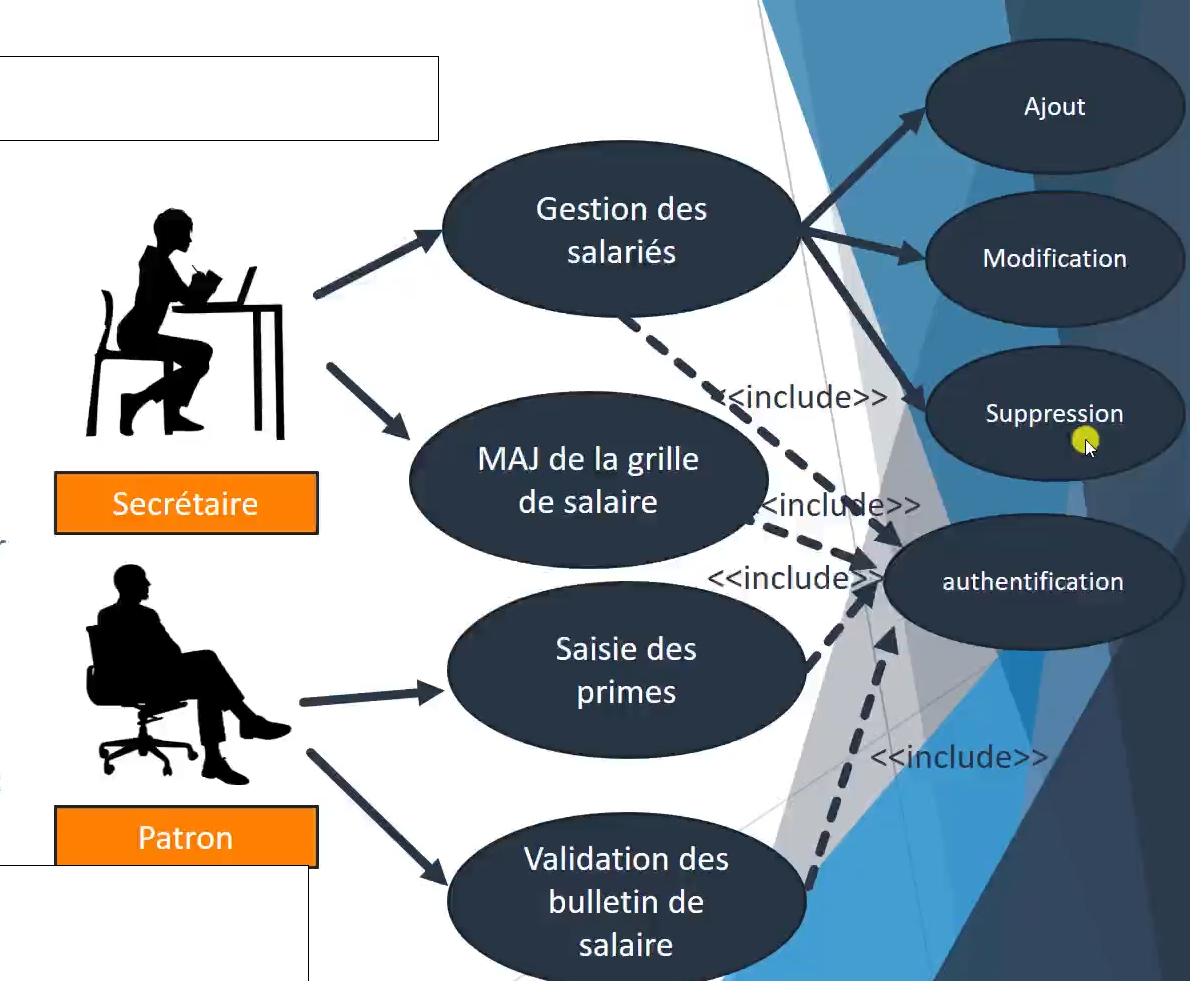 Ajout
Gestion des
salariés
Modification
<<include>>
Suppression
MAJ de la grille
de salaire
<<include>>
Secrétaire
<<include>>
authentification
Saisie des
primes
<<include>>
Patron
Validation des
bulletin de
salaire